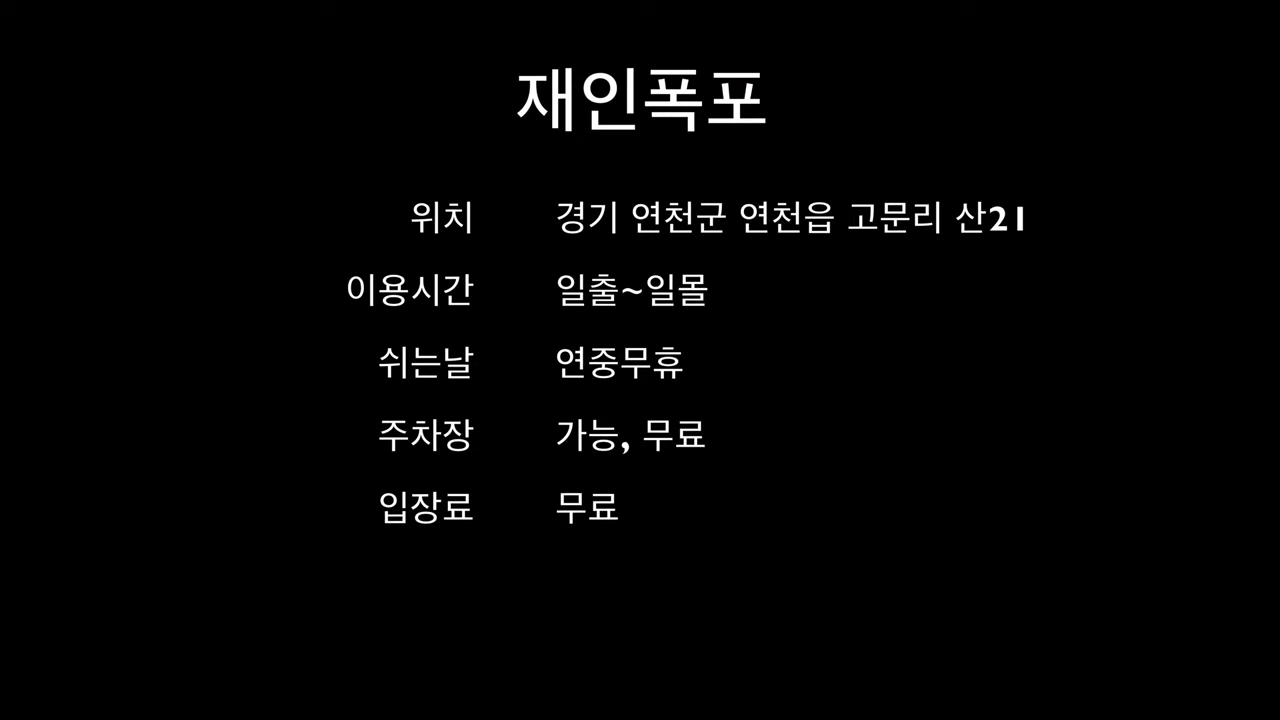 재인폭포
위치 경기 연천군 연천읍 고문리 산21
이용시간 일출~일몰
쉬는날 연중무휴
주차장 가능, 무료
입장료 무료